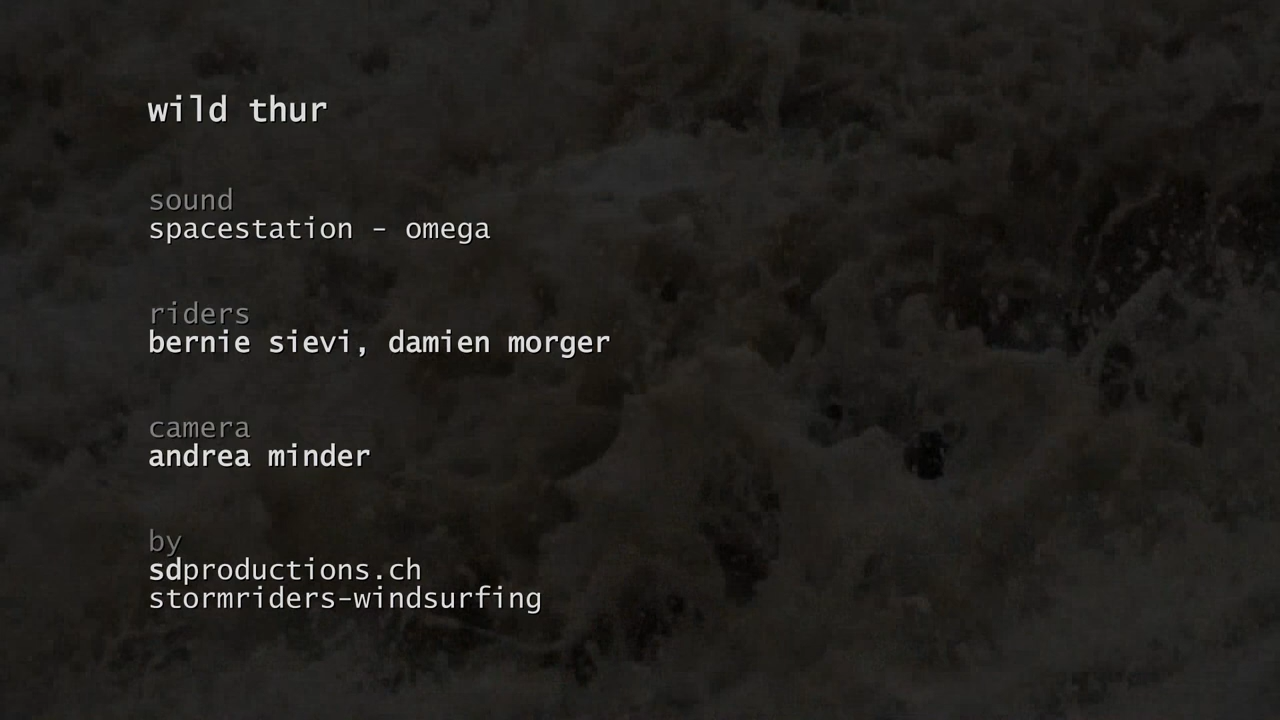 wild thur
sound
spacestation - omega
riders
bernie sievi, damien morger
camera
andrea minder
by
sdproductions.ch
stormriders-windsurfing